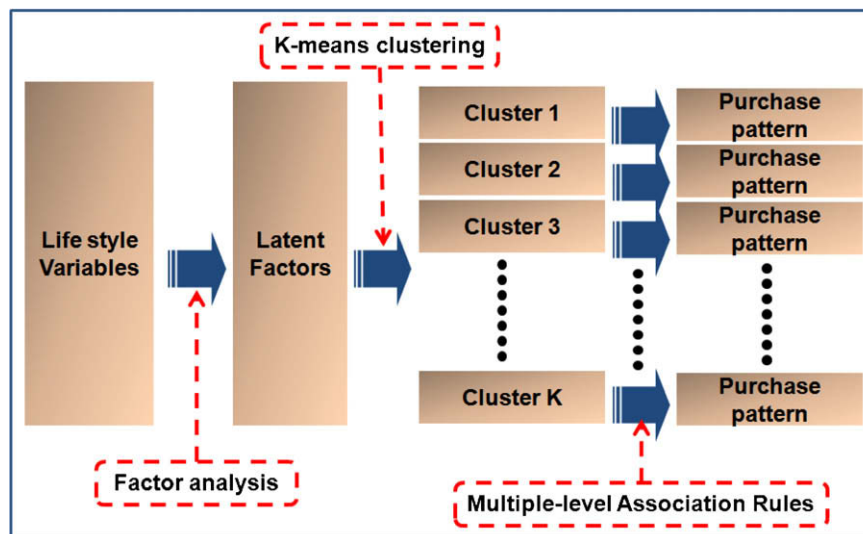 K-means clustering
Life style
Variables
Latent
Factors
Cluster 1
Purchase
pattern
Cluster 2
Purchase
pattern
Cluster 3
Purchase
pattern
Cluster K
Purchase
pattern
Factor analysis
Multiple-level Association Rules